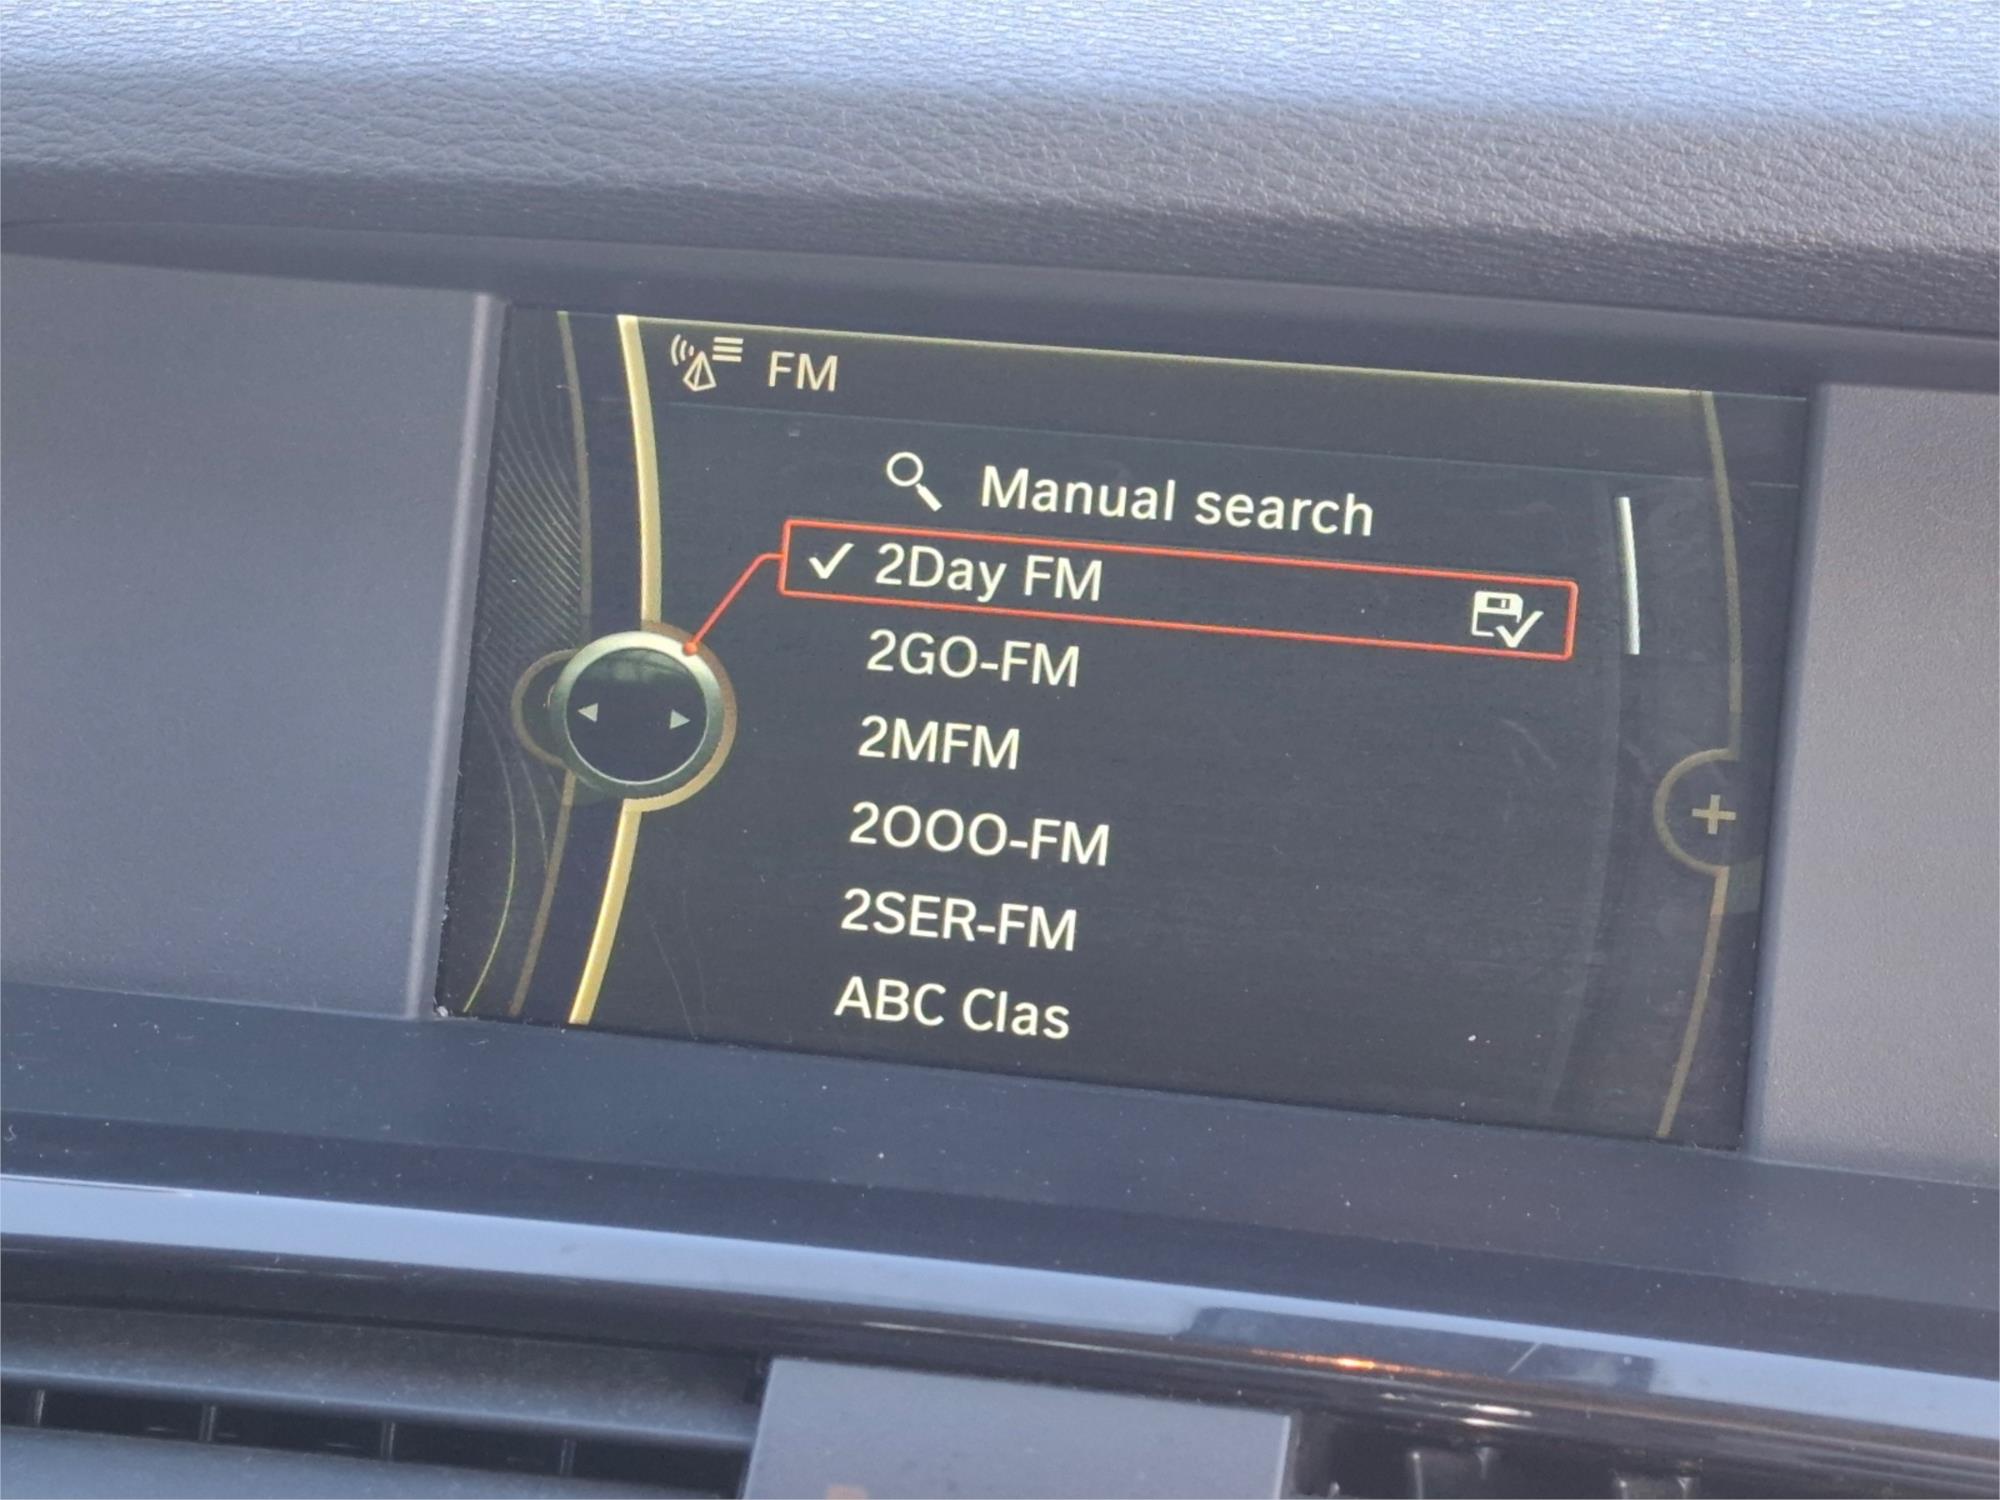 FM
Manual search
2Day FM
2GO-FM
2MFM
2OOO-FM
2SER-FM
ABC Clas